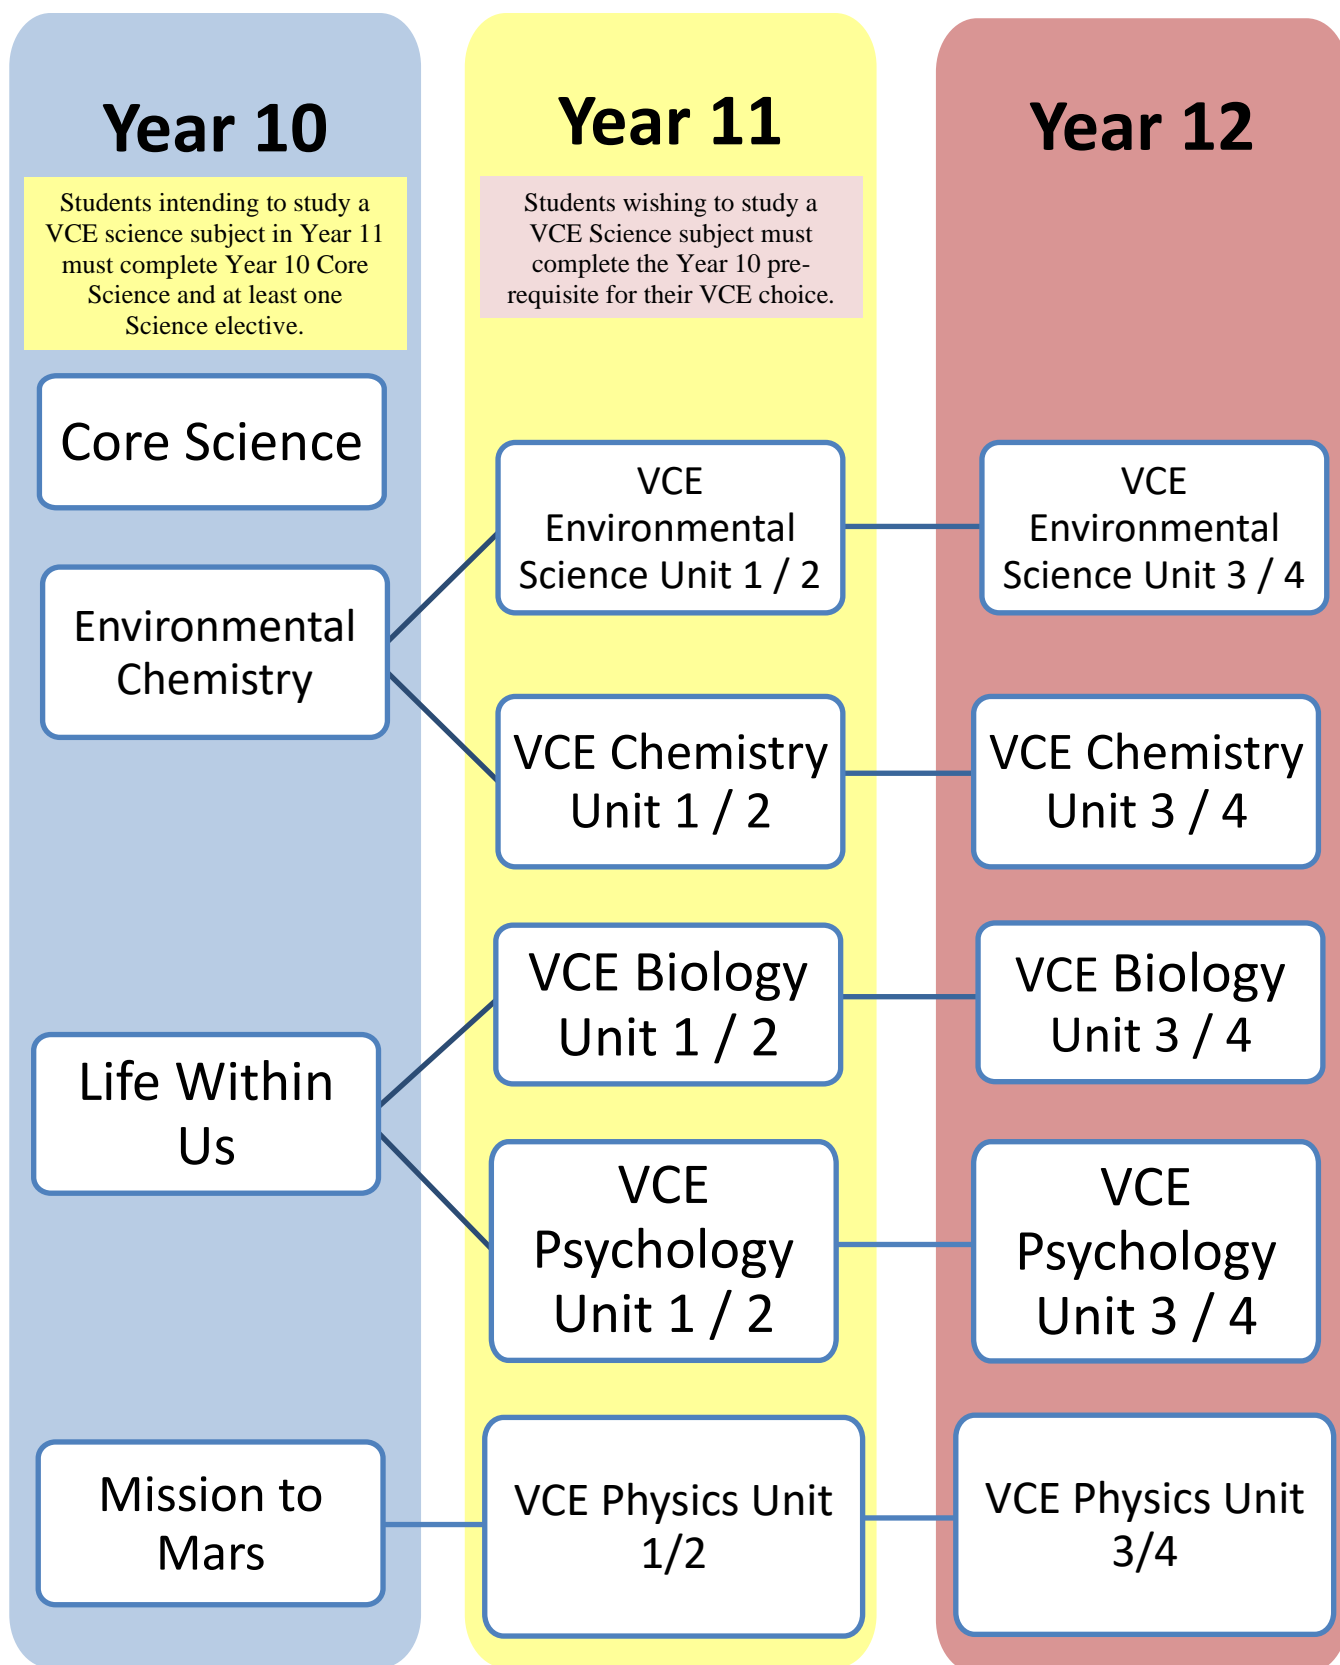 Year 10
Students intending to study a
VCE science subject in Year 11
must complete Year 10 Core
Science and at least one
Science elective.
Core Science
Environmental
Chemistry
Life Within
Us
Mission to
Mars
Year 11
Students wishing to study a
VCE Science subject must
complete the Year 10 pre-
requisite for their VCE choice.
VCE
Environmental
Science Unit 1 / 2
VCE Chemistry
Unit 1 / 2
VCE Biology
Unit 1 / 2
VCE
Psychology
Unit 1 / 2
VCE Physics Unit
1/2
Year 12
VCE
Environmental
Science Unit 3 / 4
VCE Chemistry
Unit 3 / 4
VCE Biology
Unit 3 / 4
VCE
Psychology
Unit 3 / 4
VCE Physics Unit
3/4